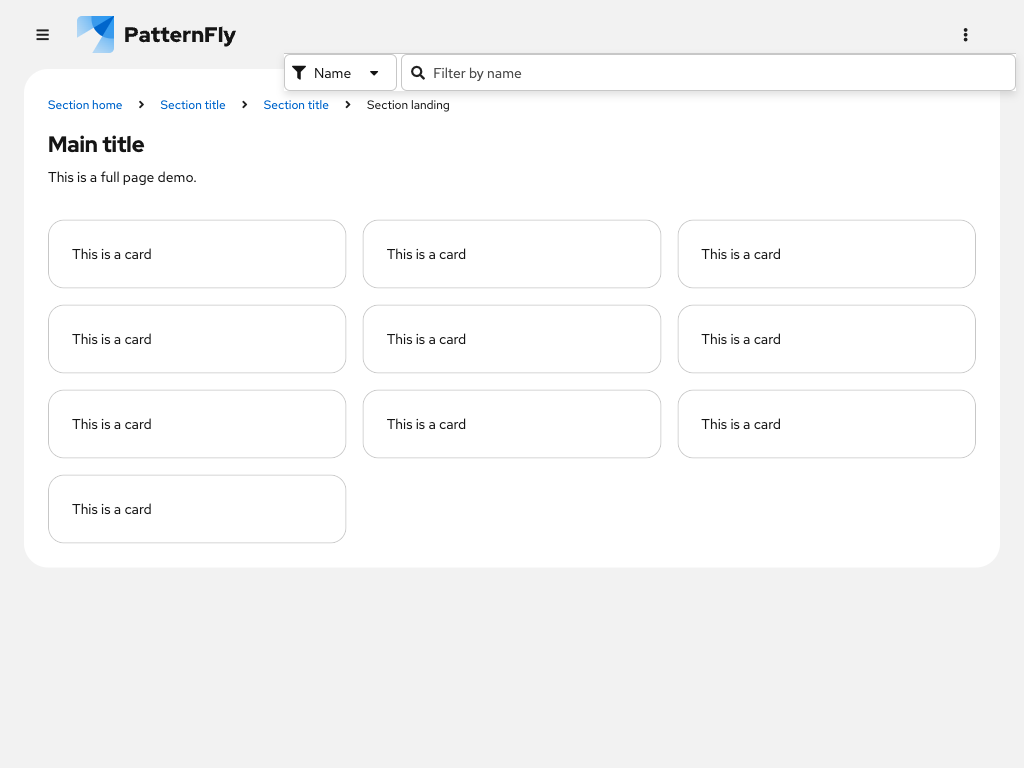 PatternFly
Name Filter by name
Section home Section title Section title Section landing
Main title
This is a full page demo.
This is a card This is a card This is a card
This is a card This is a card This is a card
This is a card This is a card This is a card
This is a card